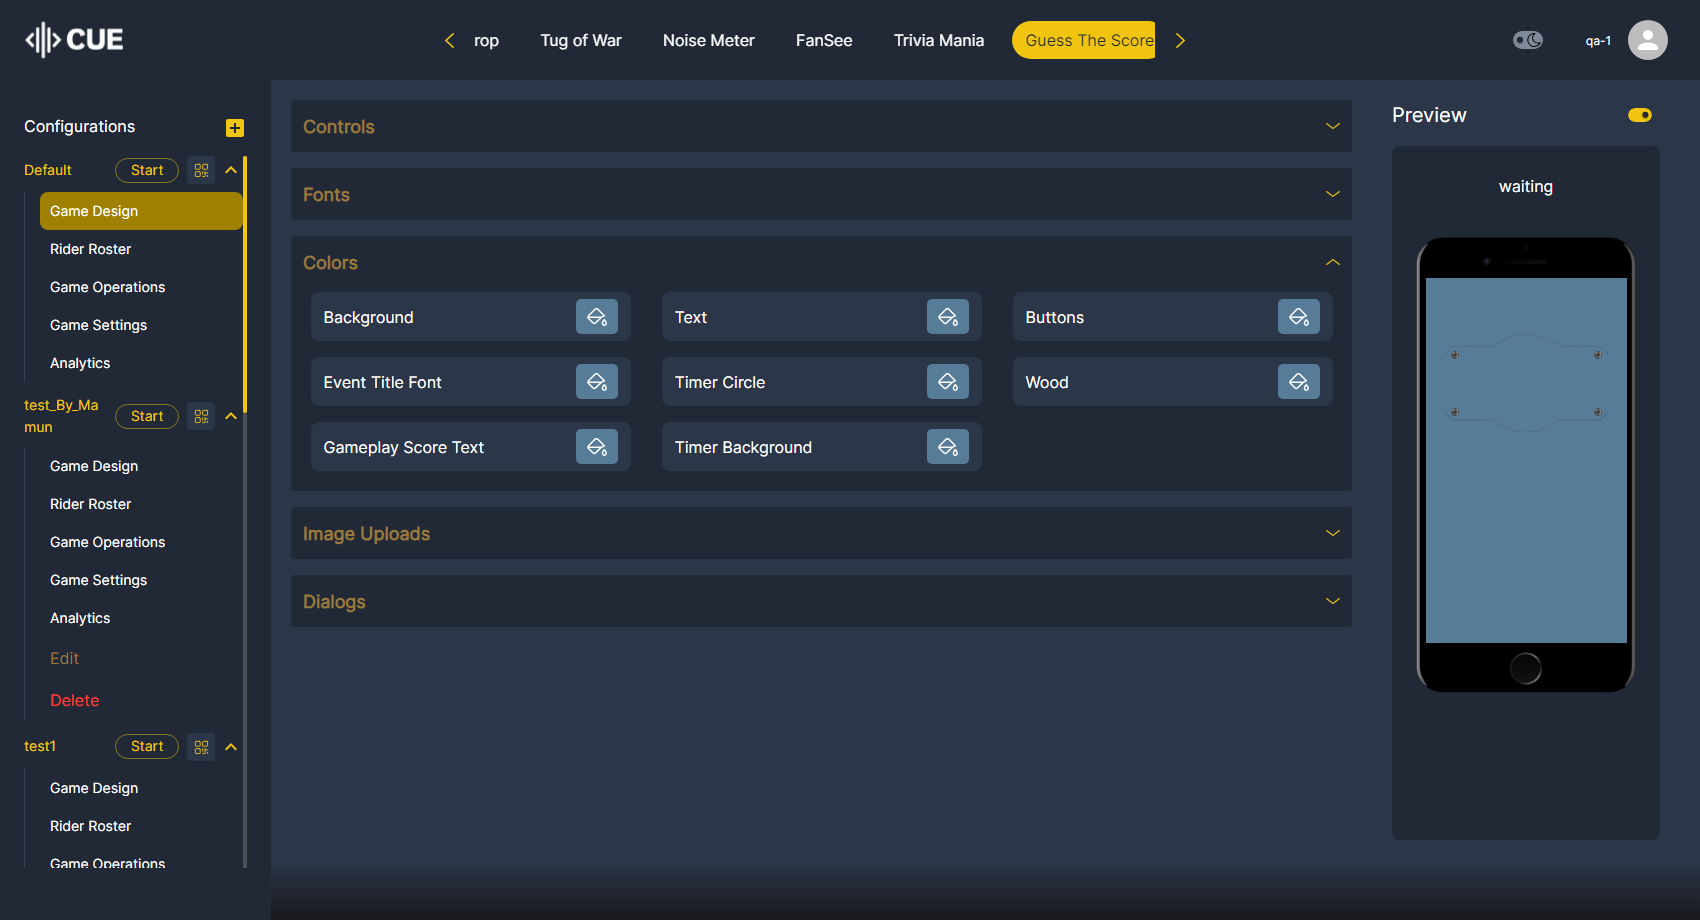 CUE
rop
Tug of War
Noise Meter
FanSee
Trivia Mania
Guess The Score
qa-1
Configurations
Default
Start
Game Design
Rider Roster
Game Operations
Game Settings
Analytics
test_By_Ma
mun
Start
Game Design
Rider Roster
Game Operations
Game Settings
Analytics
Edit
Delete
test1
Start
Game Design
Rider Roster
Game Operations
Controls
Fonts
Colors
Background
Text
Buttons
Event Title Font
Timer Circle
Wood
Gameplay Score Text
Timer Background
Image Uploads
Dialogs
Preview
waiting